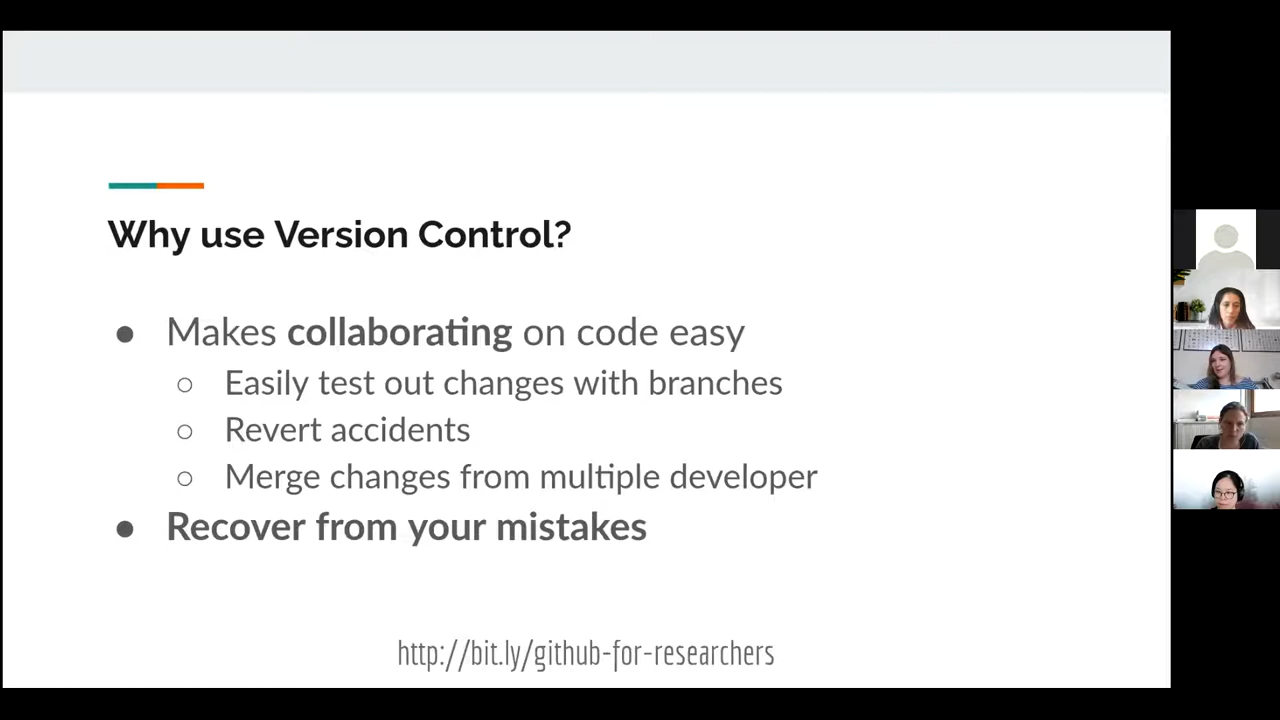 Why use Version Control?
● Makes collaborating on code easy
○ Easily test out changes with branches
○ Revert accidents
○ Merge changes from multiple developer
● Recover from your mistakes
http://bit.ly/github-for-researchers